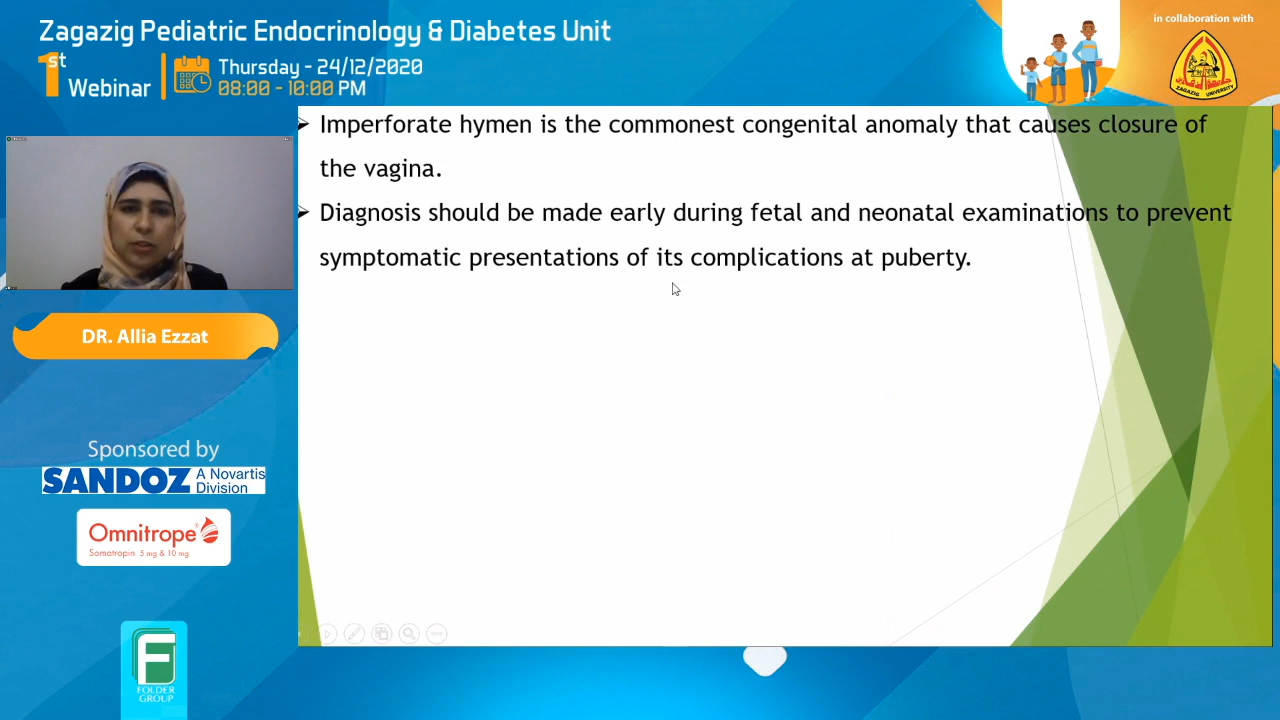 Zagazig Pediatric Endocrinology & Diabetes Unit
1st Webinar
Thursday - 24/12/2020
08:00 - 10:00 PM
in collaboration with
ZAGAZIG UNIVERSITY
Imperforate hymen is the commonest congenital anomaly that causes closure of
the vagina.
Diagnosis should be made early during fetal and neonatal examinations to prevent
symptomatic presentations of its complications at puberty.
DR. Allia Ezzat
Sponsored by
SANDOZ A Novartis
Division
Omnitrope®
Somatropin 5 mg & 10 mg
F
FOLDER
GROUP